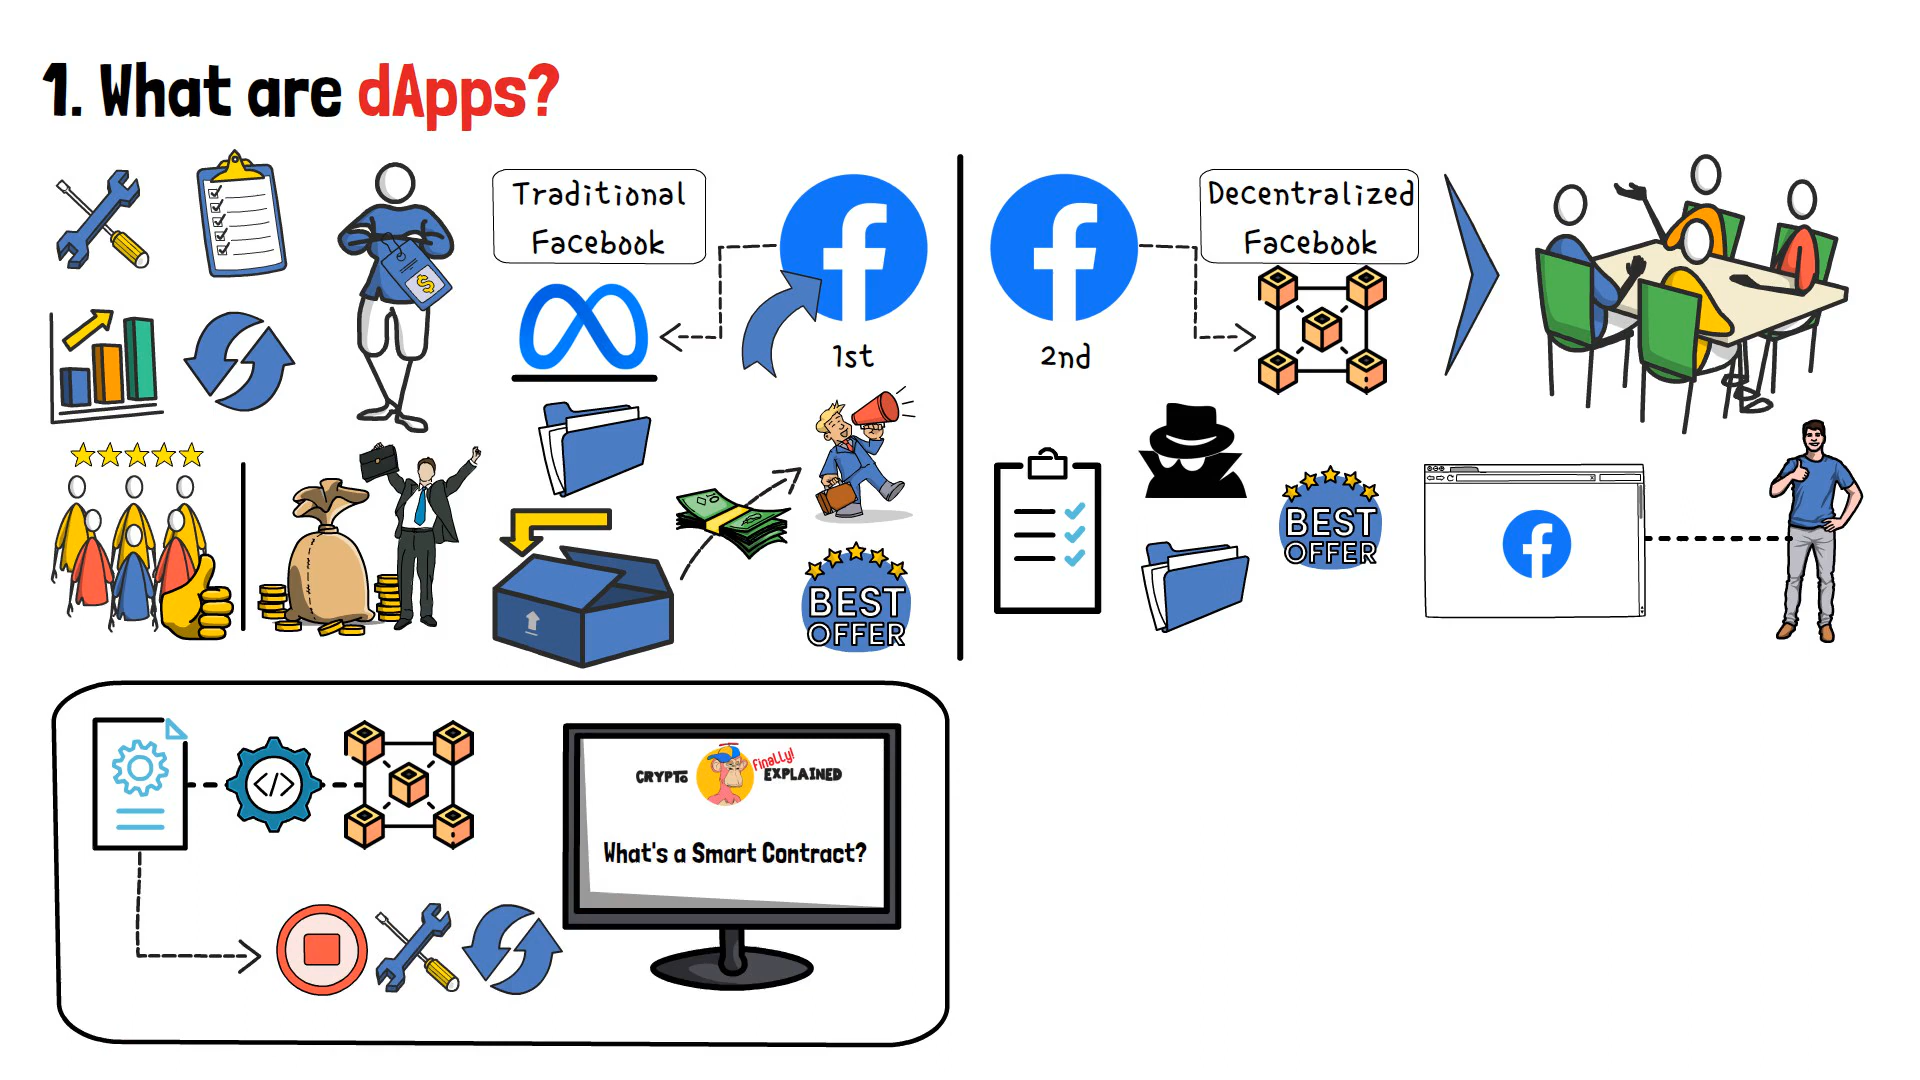 1. What are dApps?
Traditional
Facebook
1st
BEST
OFFER
2nd
Decentralized
Facebook
BEST
OFFER
CRYPTO
finally!
EXPLAINED
What's a Smart Contract?